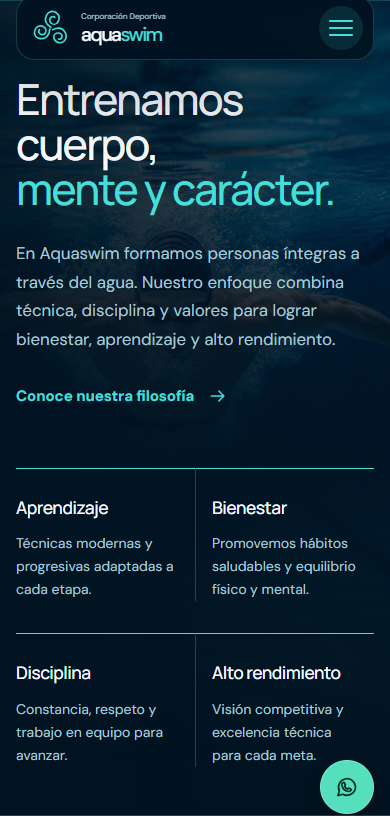 Corporación Deportiva
aquaswim
Entrenamos
cuerpo,
mente y carácter.
En Aquaswim formamos personas íntegras a
través del agua. Nuestro enfoque combina
técnica, disciplina y valores para lograr
bienestar, aprendizaje y alto rendimiento.
Conoce nuestra filosofía →
Aprendizaje
Técnicas modernas y
progresivas adaptadas a
cada etapa.
Bienestar
Promovemos hábitos
saludables y equilibrio
físico y mental.
Disciplina
Constancia, respeto y
trabajo en equipo para
avanzar.
Alto rendimiento
Visión competitiva y
excelencia técnica
para cada meta.